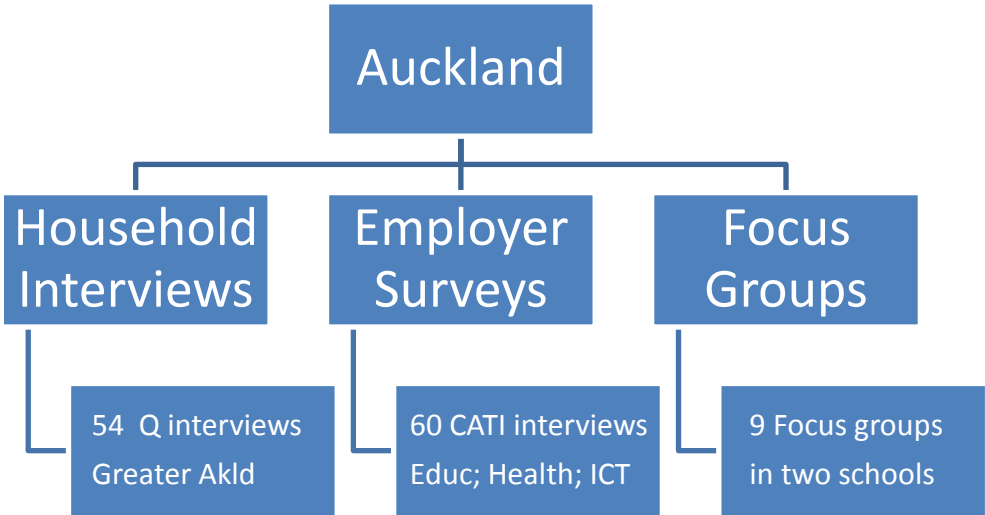 Auckland
Household
Interviews
Employer
Surveys
Focus
Groups
54 Q interviews
Greater Akld
60 CATI interviews
Educ; Health; ICT
9 Focus groups
in two schools